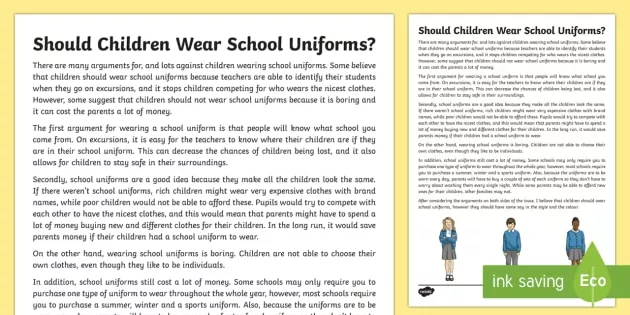 Should Children Wear School Uniforms?
There are many arguments for, and lots against children wearing school uniforms. Some believe
that children should wear school uniforms because teachers are able to identify their students
when they go on excursions, and it stops children competing for who wears the nicest clothes.
However, some suggest that children should not wear school uniforms because it is boring and
it can cost the parents a lot of money.
The first argument for wearing a school uniform is that people will know what school you
come from. On excursions, it is easy for the teachers to know where their children are if they
are in their school uniform. This can decrease the chances of children being lost, and it also
allows for children to stay safe in their surroundings.
Secondly, school uniforms are a good idea because they make all the children look the same.
If there weren't school uniforms, rich children might wear very expensive clothes with brand
names, while poor children would not be able to afford these. Pupils would try to compete with
each other to have the nicest clothes, and this would mean that parents might have to spend a
lot of money buying new and different clothes for their children. In the long run, it would save
parents money if their children had a school uniform to wear.
On the other hand, wearing school uniforms is boring. Children are not able to choose their
own clothes, even though they like to be individuals.
In addition, school uniforms still cost a lot of money. Some schools may only require you to
purchase one type of uniform to wear throughout the whole year, however, most schools require
you to purchase a summer, winter and a sports uniform. Also, because the uniforms are to be
Should Children Wear School Uniforms?
There are many arguments for, and lots against children wearing school uniforms. Some believe
that children should wear school uniforms because teachers are able to identify their students
when they go on excursions, and it stops children competing for who wears the nicest clothes.
However, some suggest that children should not wear school uniforms because it is boring and
it can cost the parents a lot of money.
The first argument for wearing a school uniform is that people will know what school you
come from. On excursions, it is easy for the teachers to know where their children are if they
are in their school uniform. This can decrease the chances of children being lost, and it also
allows for children to stay safe in their surroundings.
Secondly, school uniforms are a good idea because they make all the children look the same.
If there weren't school uniforms, rich children might wear very expensive clothes with brand
names, while poor children would not be able to afford these. Pupils would try to compete with
each other to have the nicest clothes, and this would mean that parents might have to spend a
lot of money buying new and different clothes for their children. In the long run, it would save
parents money if their children had a school uniform to wear.
On the other hand, wearing school uniforms is boring. Children are not able to choose their
own clothes, even though they like to be individuals.
In addition, school uniforms still cost a lot of money. Some schools may only require you to
purchase one type of uniform to wear throughout the whole year, however, most schools require
you to purchase a summer, winter and a sports uniform. Also, because the uniforms are to be
worn every day, parents will have to buy a couple of sets of uniform so they don't have to
worry about washing them every single night. While some parents may be able to afford new
ones for their children, other families may not.
After considering the arguments on both sides of the issue, I believe that children should wear
school uniforms, however they should have some say in the style and the colour.
twinkl
ink saving
Eco